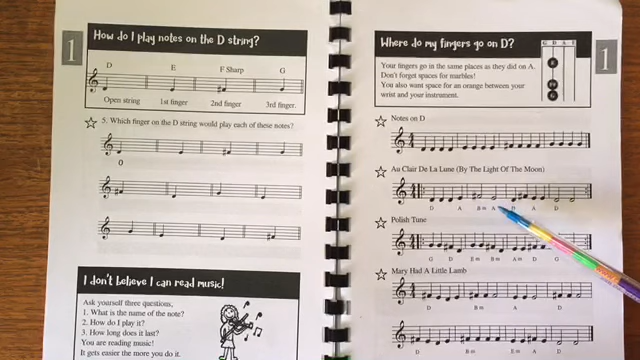 1
How do I play notes on the D string?
D E F Sharp G
Open string 1st finger 2nd finger 3rd finger.
5. Which finger on the D string would play each of these notes?
0
I don't believe I can read music!
Ask yourself three questions,
1. What is the name of the note?
2. How do I play it?
3. How long does it last?
You are reading music!
It gets easier the more you do it.
Where do my fingers go on D?
1
Your fingers go in the same places as they did on A.
Don't forget spaces for marbles!
You also want space for an orange between your
wrist and your instrument.
G D A E
Notes on D
Au Clair De La Lune (By The Light Of The Moon)
D A Bm A D A D
Polish Tune
G D Em Bm Am D G
Mary Had A Little Lamb
D Bm A D
D Bm Em A D